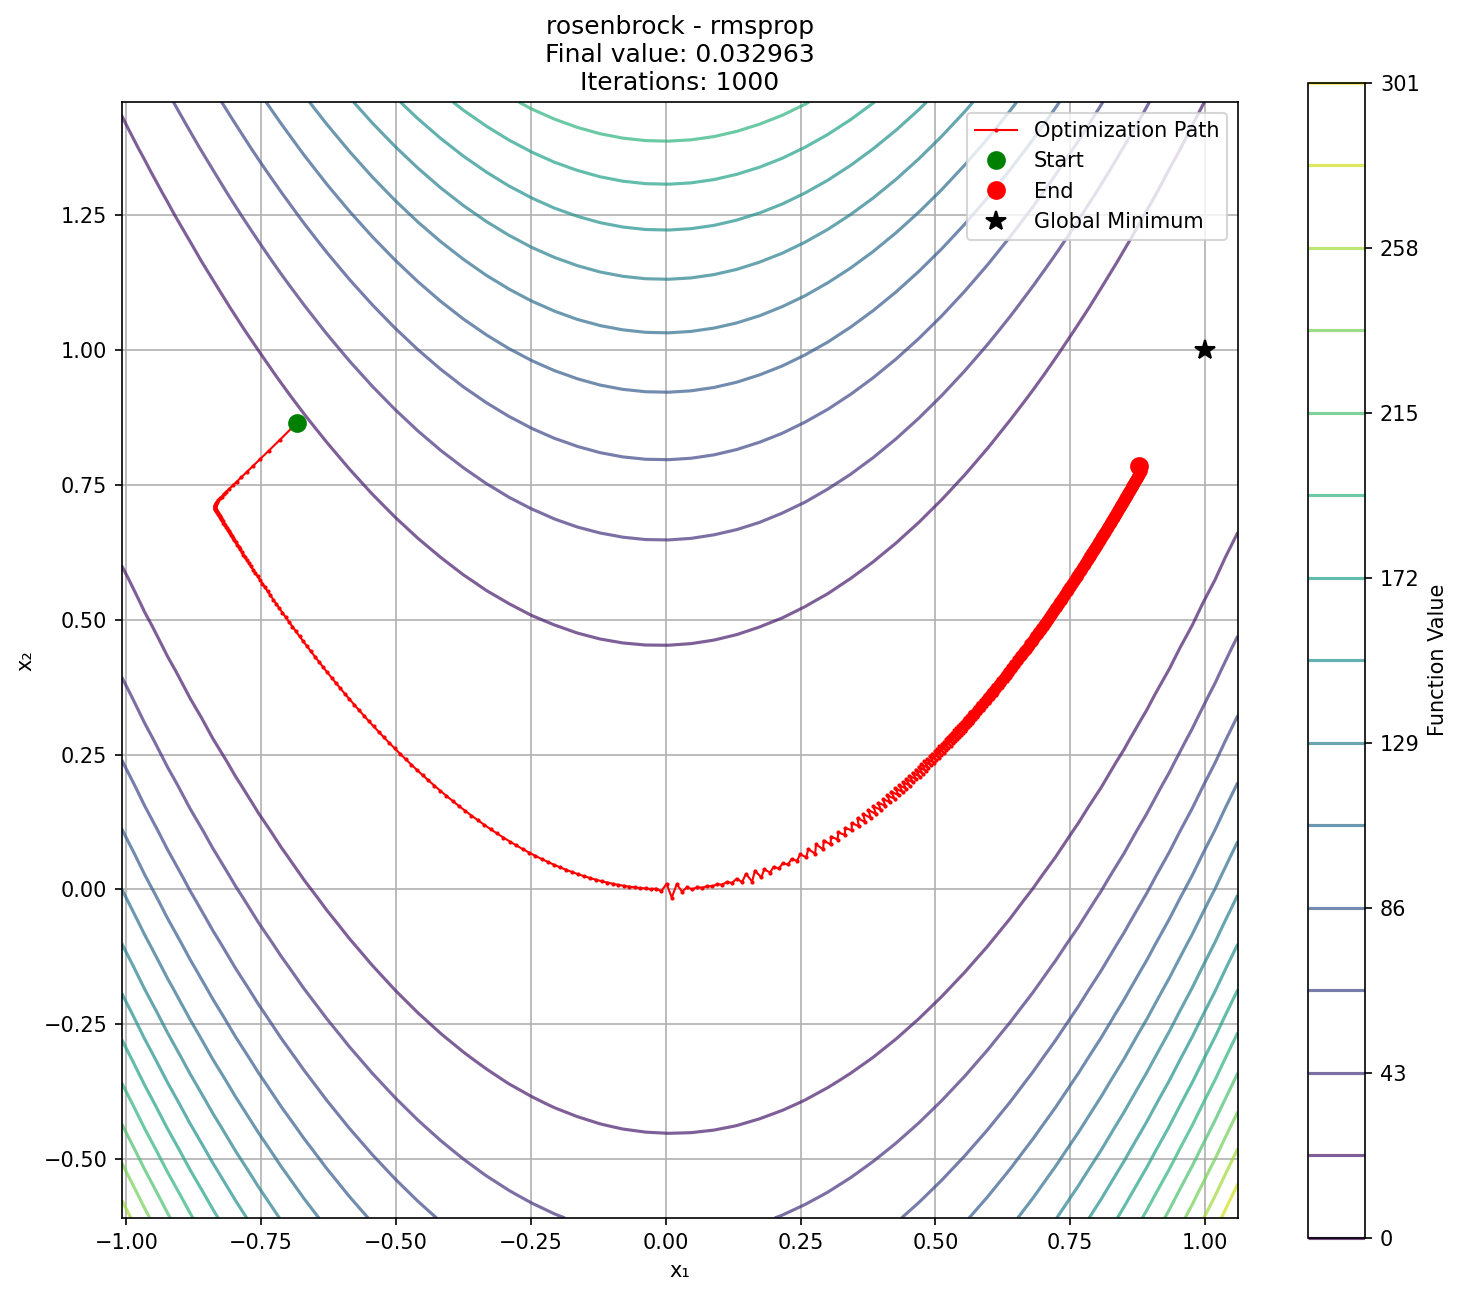 rosenbrock - rmsprop
Final value: 0.032963
Iterations: 1000
Optimization Path
Start
End
Global Minimum
1.25
1.00
0.75
0.50
0.25
0.00
−0.25
−0.50
x₂
−1.00
−0.75
−0.50
−0.25
0.00
0.25
0.50
0.75
1.00
x₁
301
258
215
172
129
86
43
0
Function Value